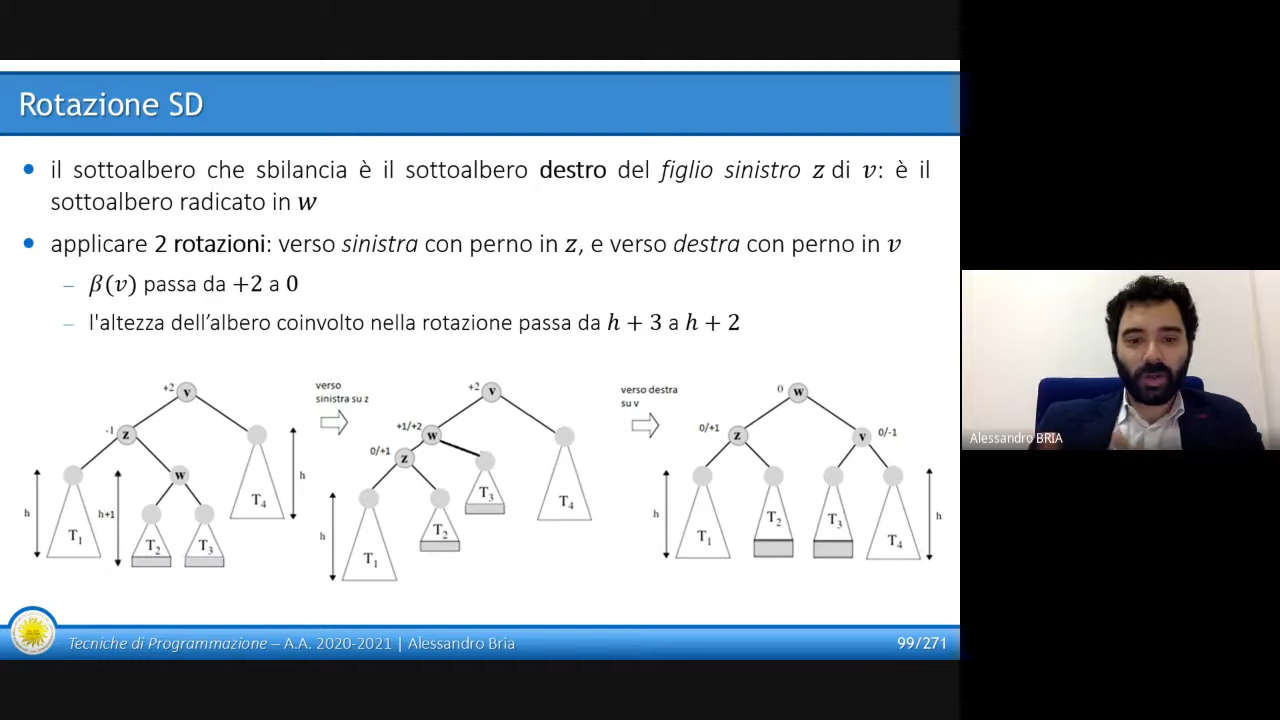 Rotazione SD
• il sottoalbero che sbilancia è il sottoalbero destro del figlio sinistro z di v: è il
sottoalbero radicato in w
• applicare 2 rotazioni: verso sinistra con perno in z, e verso destra con perno in v
– β(v) passa da +2 a 0
– l'altezza dell’albero coinvolto nella rotazione passa da h + 3 a h + 2
+2 v
-1 z
w
h
h+1
h
T1
T2
T3
T4
verso
sinistra su z
+2 v
+1/+2 w
0/+1 z
h
T1
T2
T3
T4
verso destra
su v
0 w
0/+1 z
v 0/-1
h
T1
T2
T3
T4
h
Alessandro BRIA
Tecniche di Programmazione – A.A. 2020-2021 | Alessandro Bria
99/271